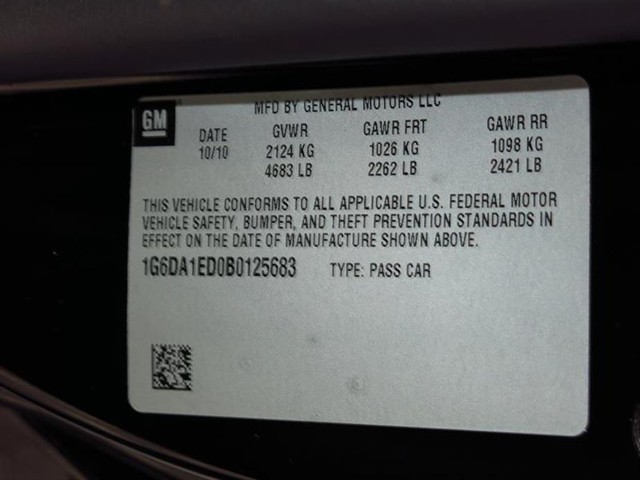 MFD BY GENERAL MOTORS LLC
GM
DATE GVWR GAWR FRT GAWR RR
10/10 2124 KG 1026 KG 1098 KG
4683 LB 2262 LB 2421 LB
THIS VEHICLE CONFORMS TO ALL APPLICABLE U.S. FEDERAL MOTOR
VEHICLE SAFETY, BUMPER, AND THEFT PREVENTION STANDARDS IN
EFFECT ON THE DATE OF MANUFACTURE SHOWN ABOVE.
1G6DA1ED0B0125683 TYPE: PASS CAR